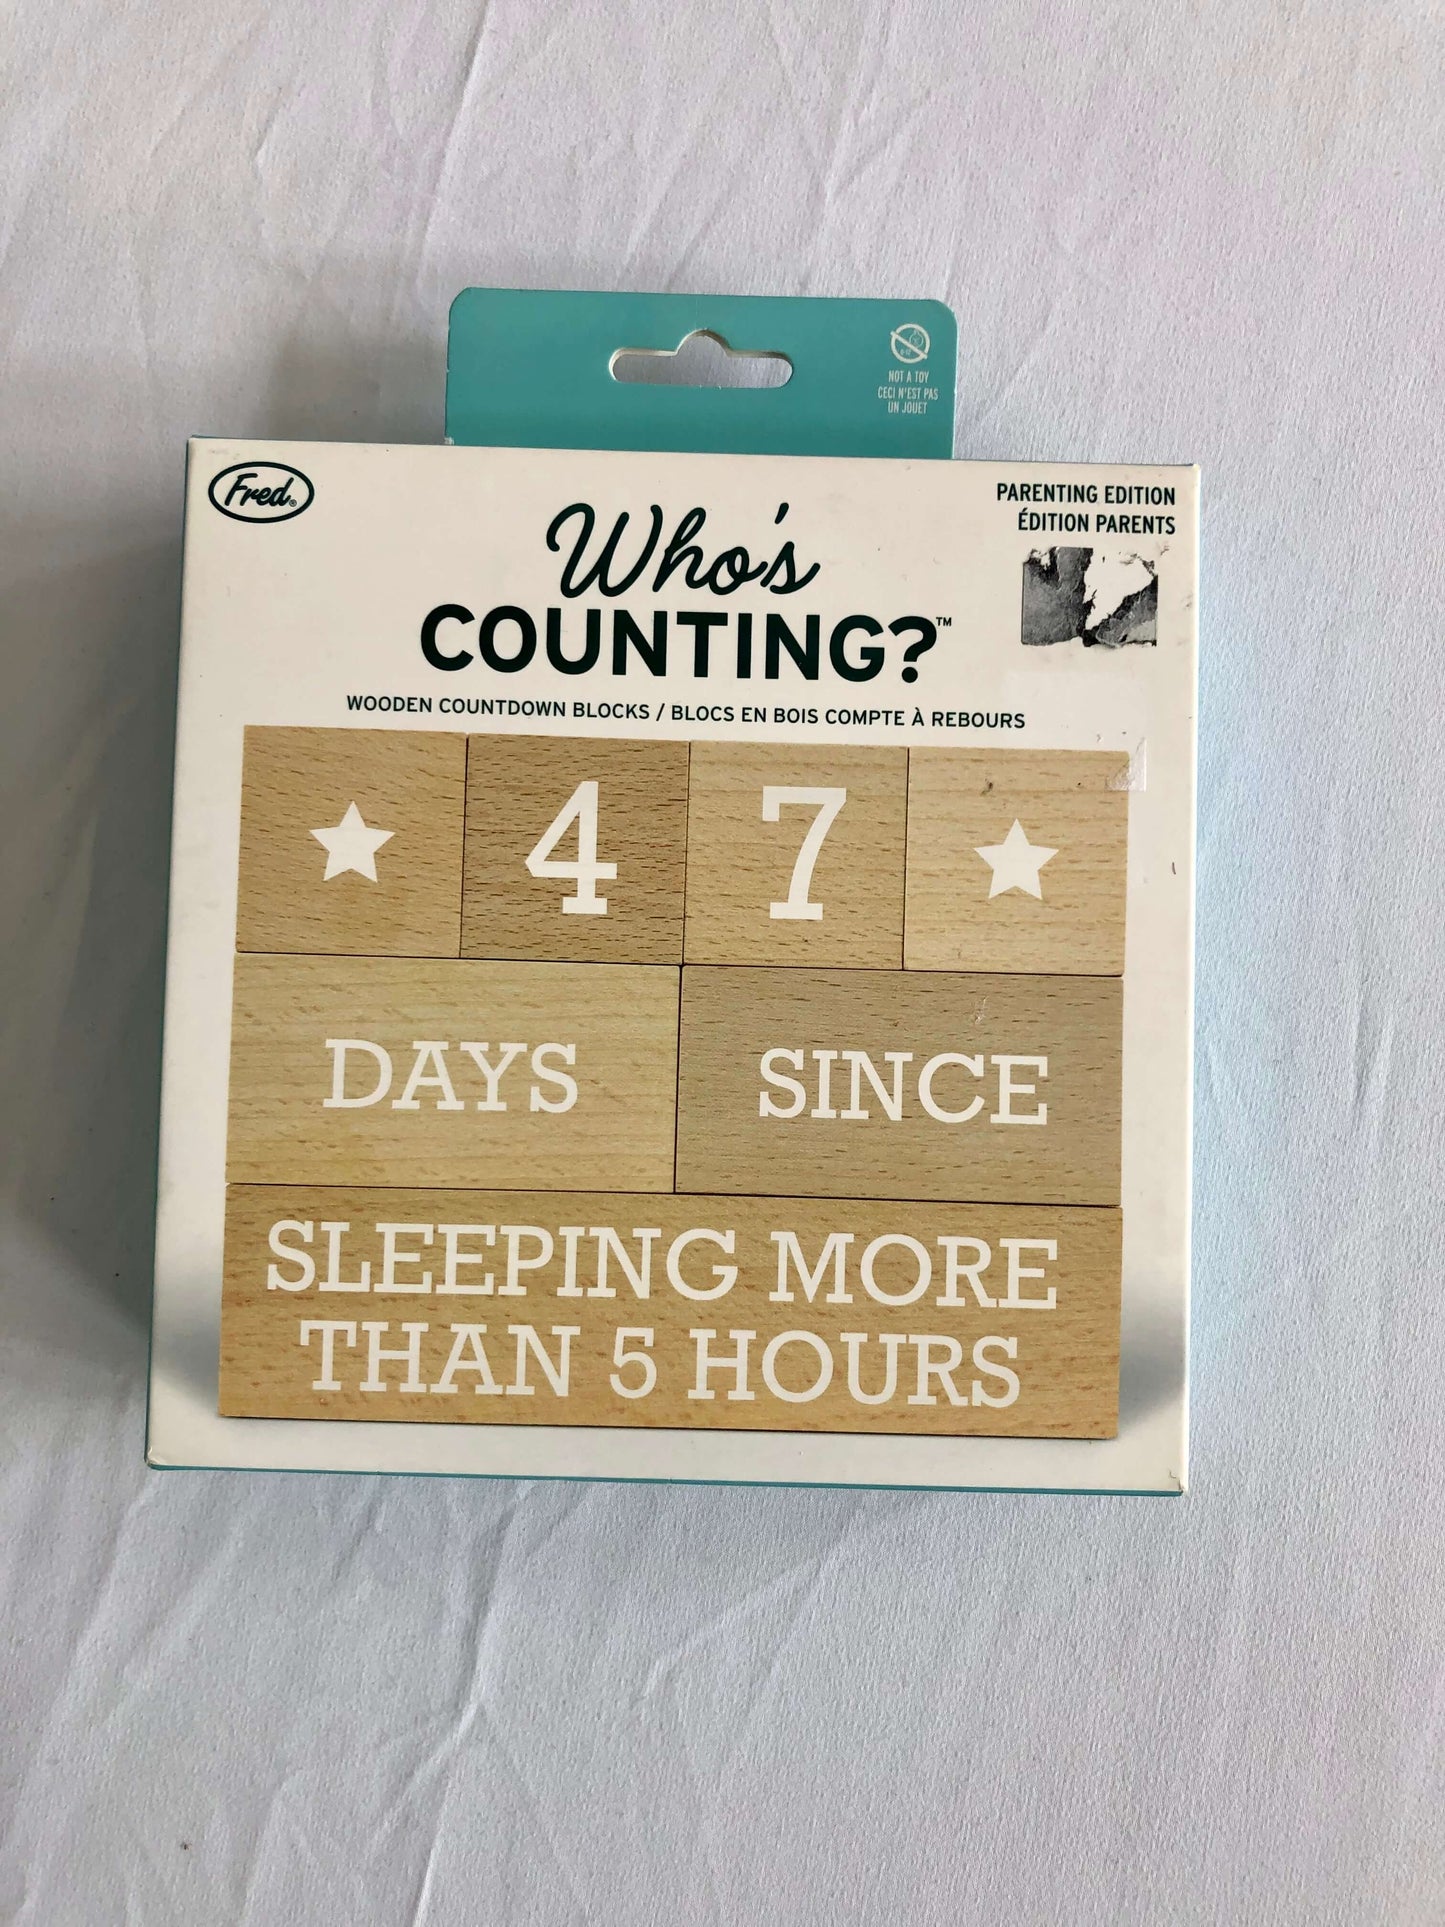 NOT A TOY
CECI N'EST PAS
UN JOUET
Fred®
PARENTING EDITION
ÉDITION PARENTS
Who's
COUNTING?™
WOODEN COUNTDOWN BLOCKS / BLOCS EN BOIS COMPTE À REBOURS
4 7
DAYS SINCE
SLEEPING MORE
THAN 5 HOURS